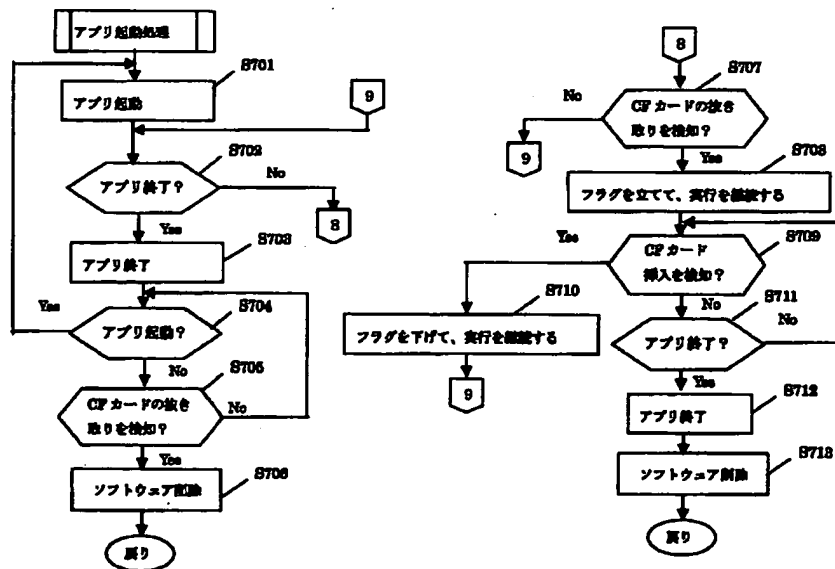 アプリ起動処理
S701
アプリ起動
9
S702
アプリ終了?
No
8
Yes
S703
アプリ終了
Yes
S704
アプリ起動?
No
S705
CFカードの抜き
取りを検知?
No
Yes
S706
ソフトウェア削除
戻り
8
S707
No
CFカードの抜き
取りを検知?
9
Yes
S708
フラグを立てて、実行を継続する
Yes
S709
CFカード
挿入を検知?
S710
No
S711
フラグを下げて、実行を継続する
No
アプリ終了?
9
Yes
S712
アプリ終了
S713
ソフトウェア削除
戻り